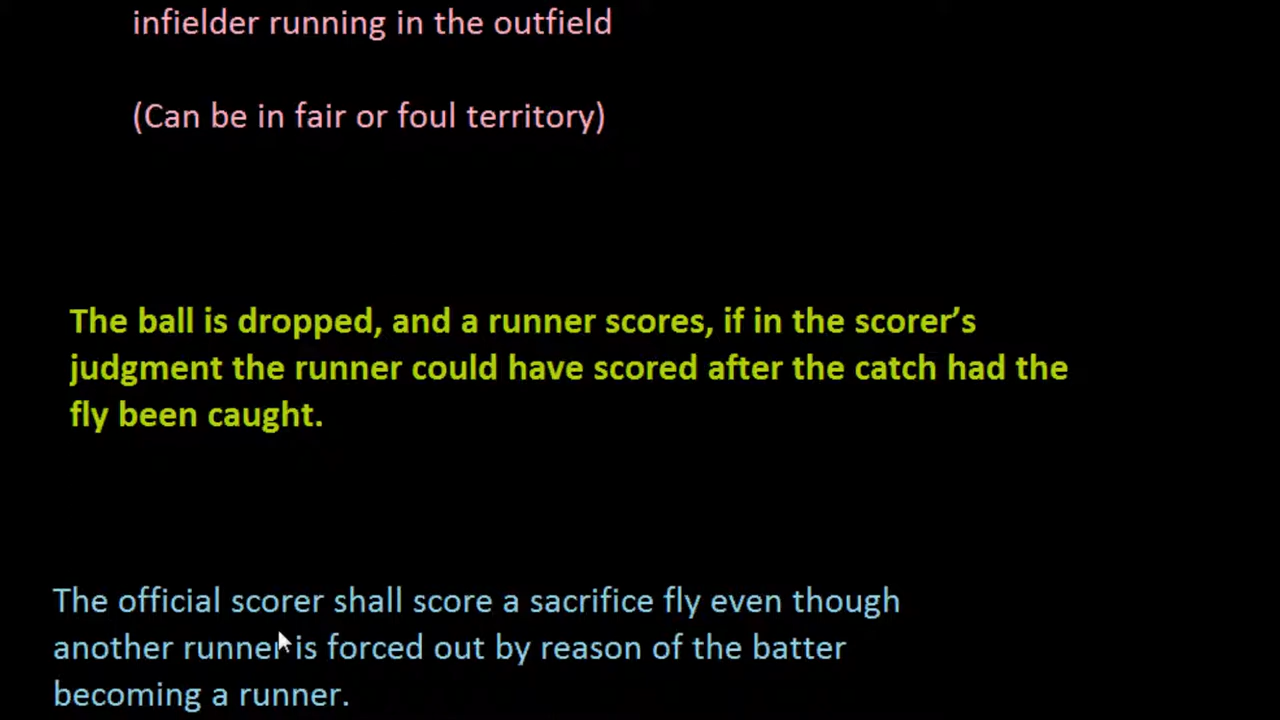 infielder running in the outfield
(Can be in fair or foul territory)
The ball is dropped, and a runner scores, if in the scorer’s
judgment the runner could have scored after the catch had the
fly been caught.
The official scorer shall score a sacrifice fly even though
another runner is forced out by reason of the batter
becoming a runner.